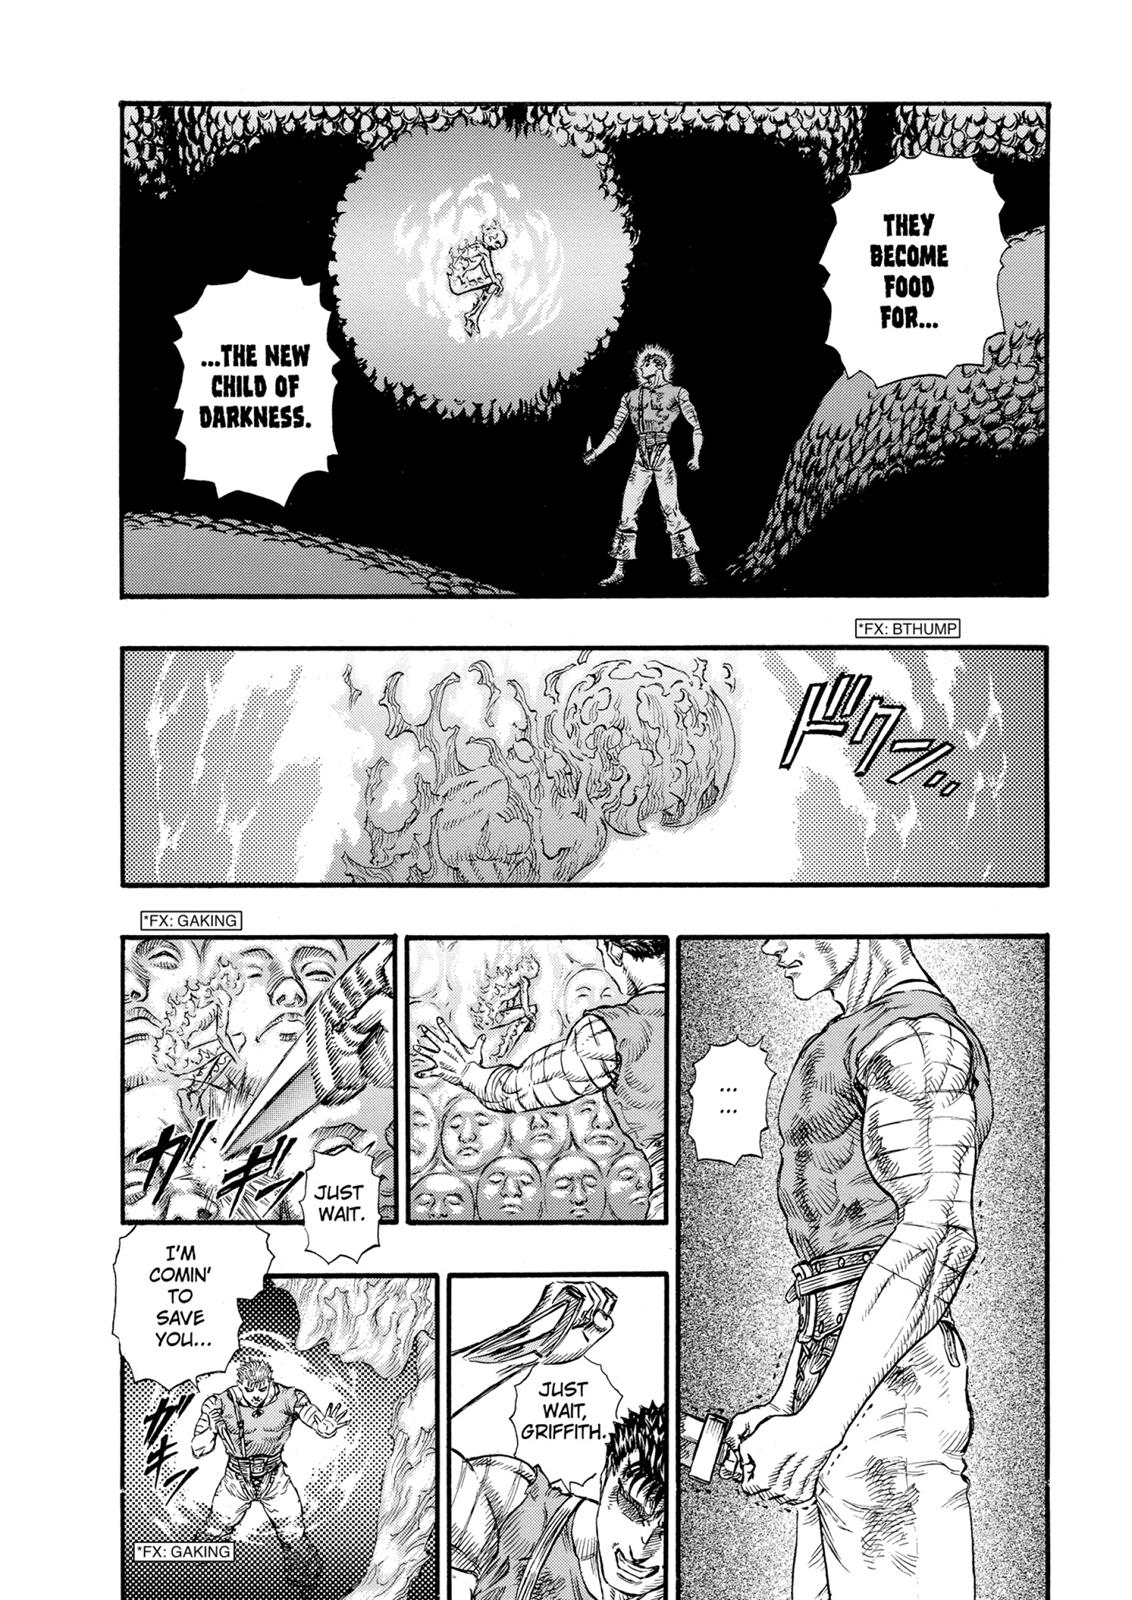 THEY
BECOME
FOOD
FOR...
...THE NEW
CHILD OF
DARKNESS.
*FX: BTHUMP
ドクン..
...
...
*FX: GAKING
ガギン
JUST
WAIT.
JUST
WAIT,
GRIFFITH.
I'M
COMIN'
TO
SAVE
YOU...
ガギン
*FX: GAKING